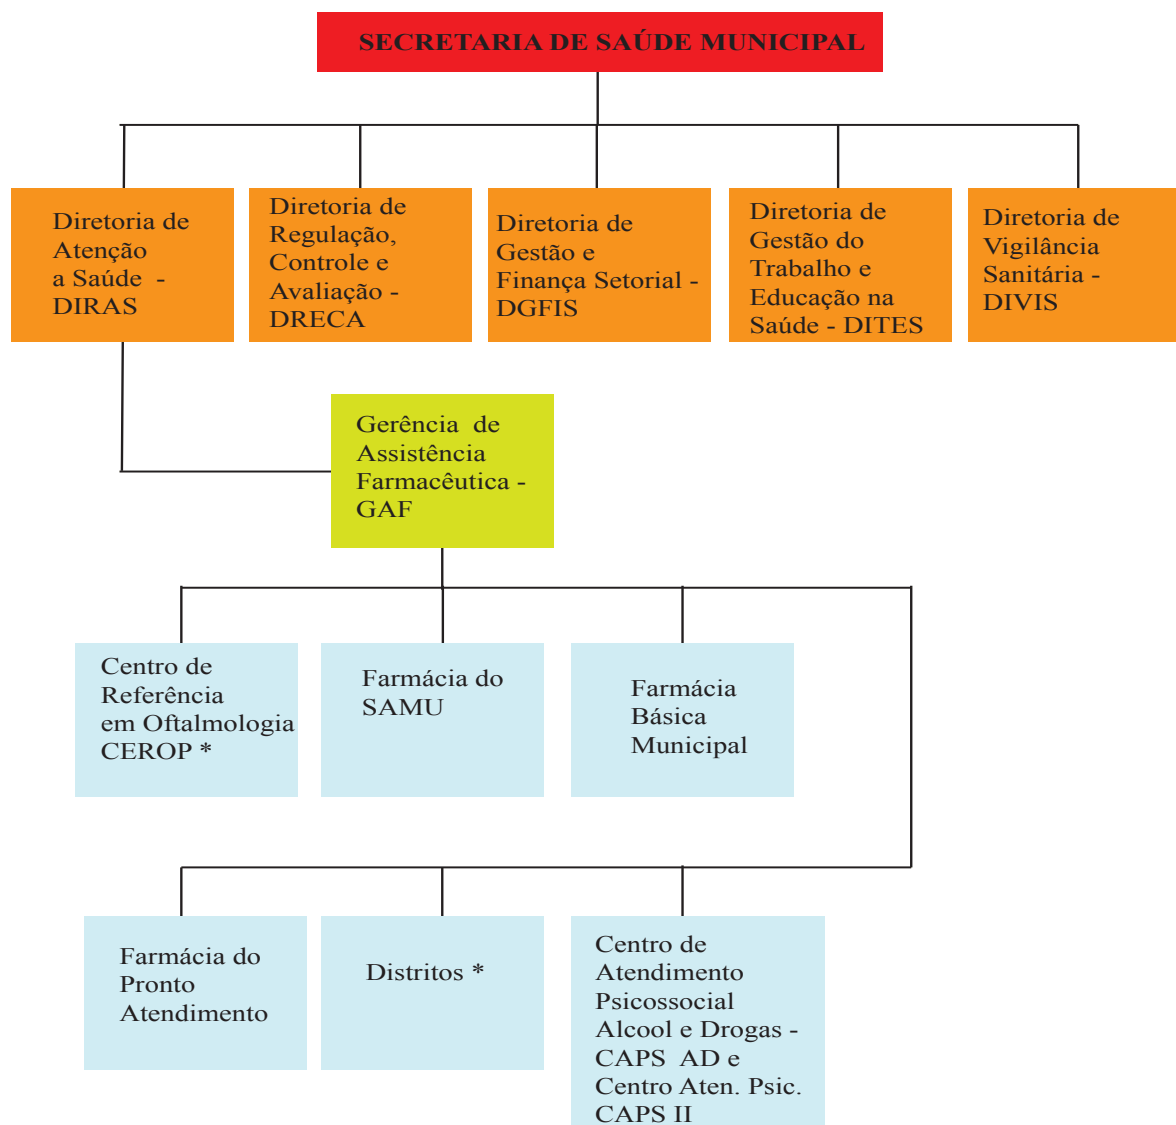 SECRETARIA DE SAÚDE MUNICIPAL
Diretoria de
Atenção
a Saúde -
DIRAS
Diretoria de
Regulação,
Controle e
Avaliação -
DRECA
Diretoria de
Gestão e
Finança Setorial -
DGFIS
Diretoria de
Gestão do
Trabalho e
Educação na
Saúde - DITES
Diretoria de
Vigilância
Sanitária -
DIVIS
Gerência de
Assistência
Farmacêutica -
GAF
Centro de
Referência
em Oftalmologia
CEROP *
Farmácia do
SAMU
Farmácia
Básica
Municipal
Farmácia do
Pronto
Atendimento
Distritos *
Centro de
Atendimento
Psicossocial
Alcool e Drogas -
CAPS AD e
Centro Aten. Psic.
CAPS II